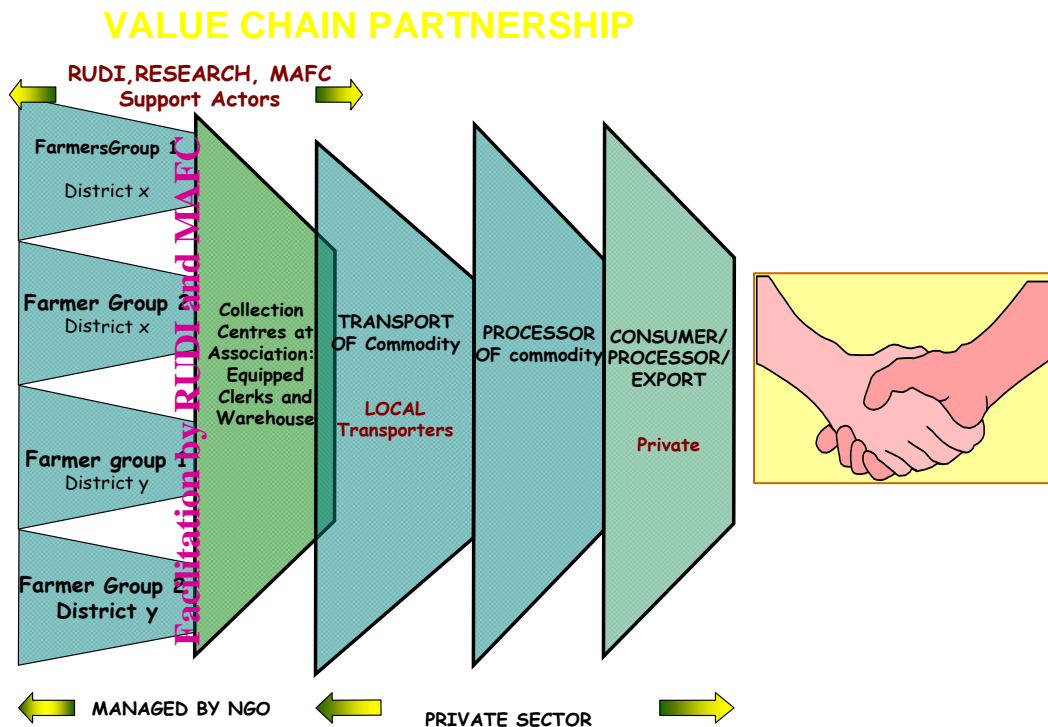 VALUE CHAIN PARTNERSHIP
RUDI,RESEARCH, MAFC
Support Actors
FarmersGroup 1
District x
Farmer Group 2
District x
Farmer group 1
District y
Farmer Group 2
District y
Facilitation by RUDI and MAFC
Collection
Centres at
Association:
Equipped
Clerks and
Warehouse
TRANSPORT
OF Commodity
LOCAL
Transporters
PROCESSOR
OF commodity
CONSUMER/
PROCESSOR/
EXPORT
Private
MANAGED BY NGO
PRIVATE SECTOR